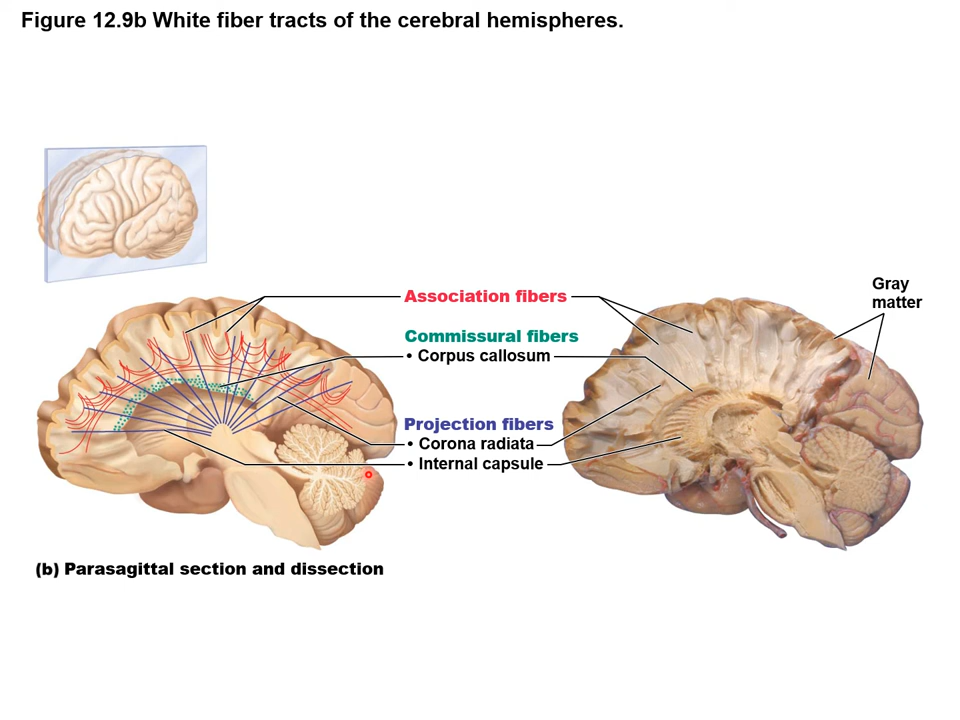 Figure 12.9b White fiber tracts of the cerebral hemispheres.
Gray
matter
Association fibers
Commissural fibers
• Corpus callosum
Projection fibers
• Corona radiata
• Internal capsule
(b) Parasagittal section and dissection